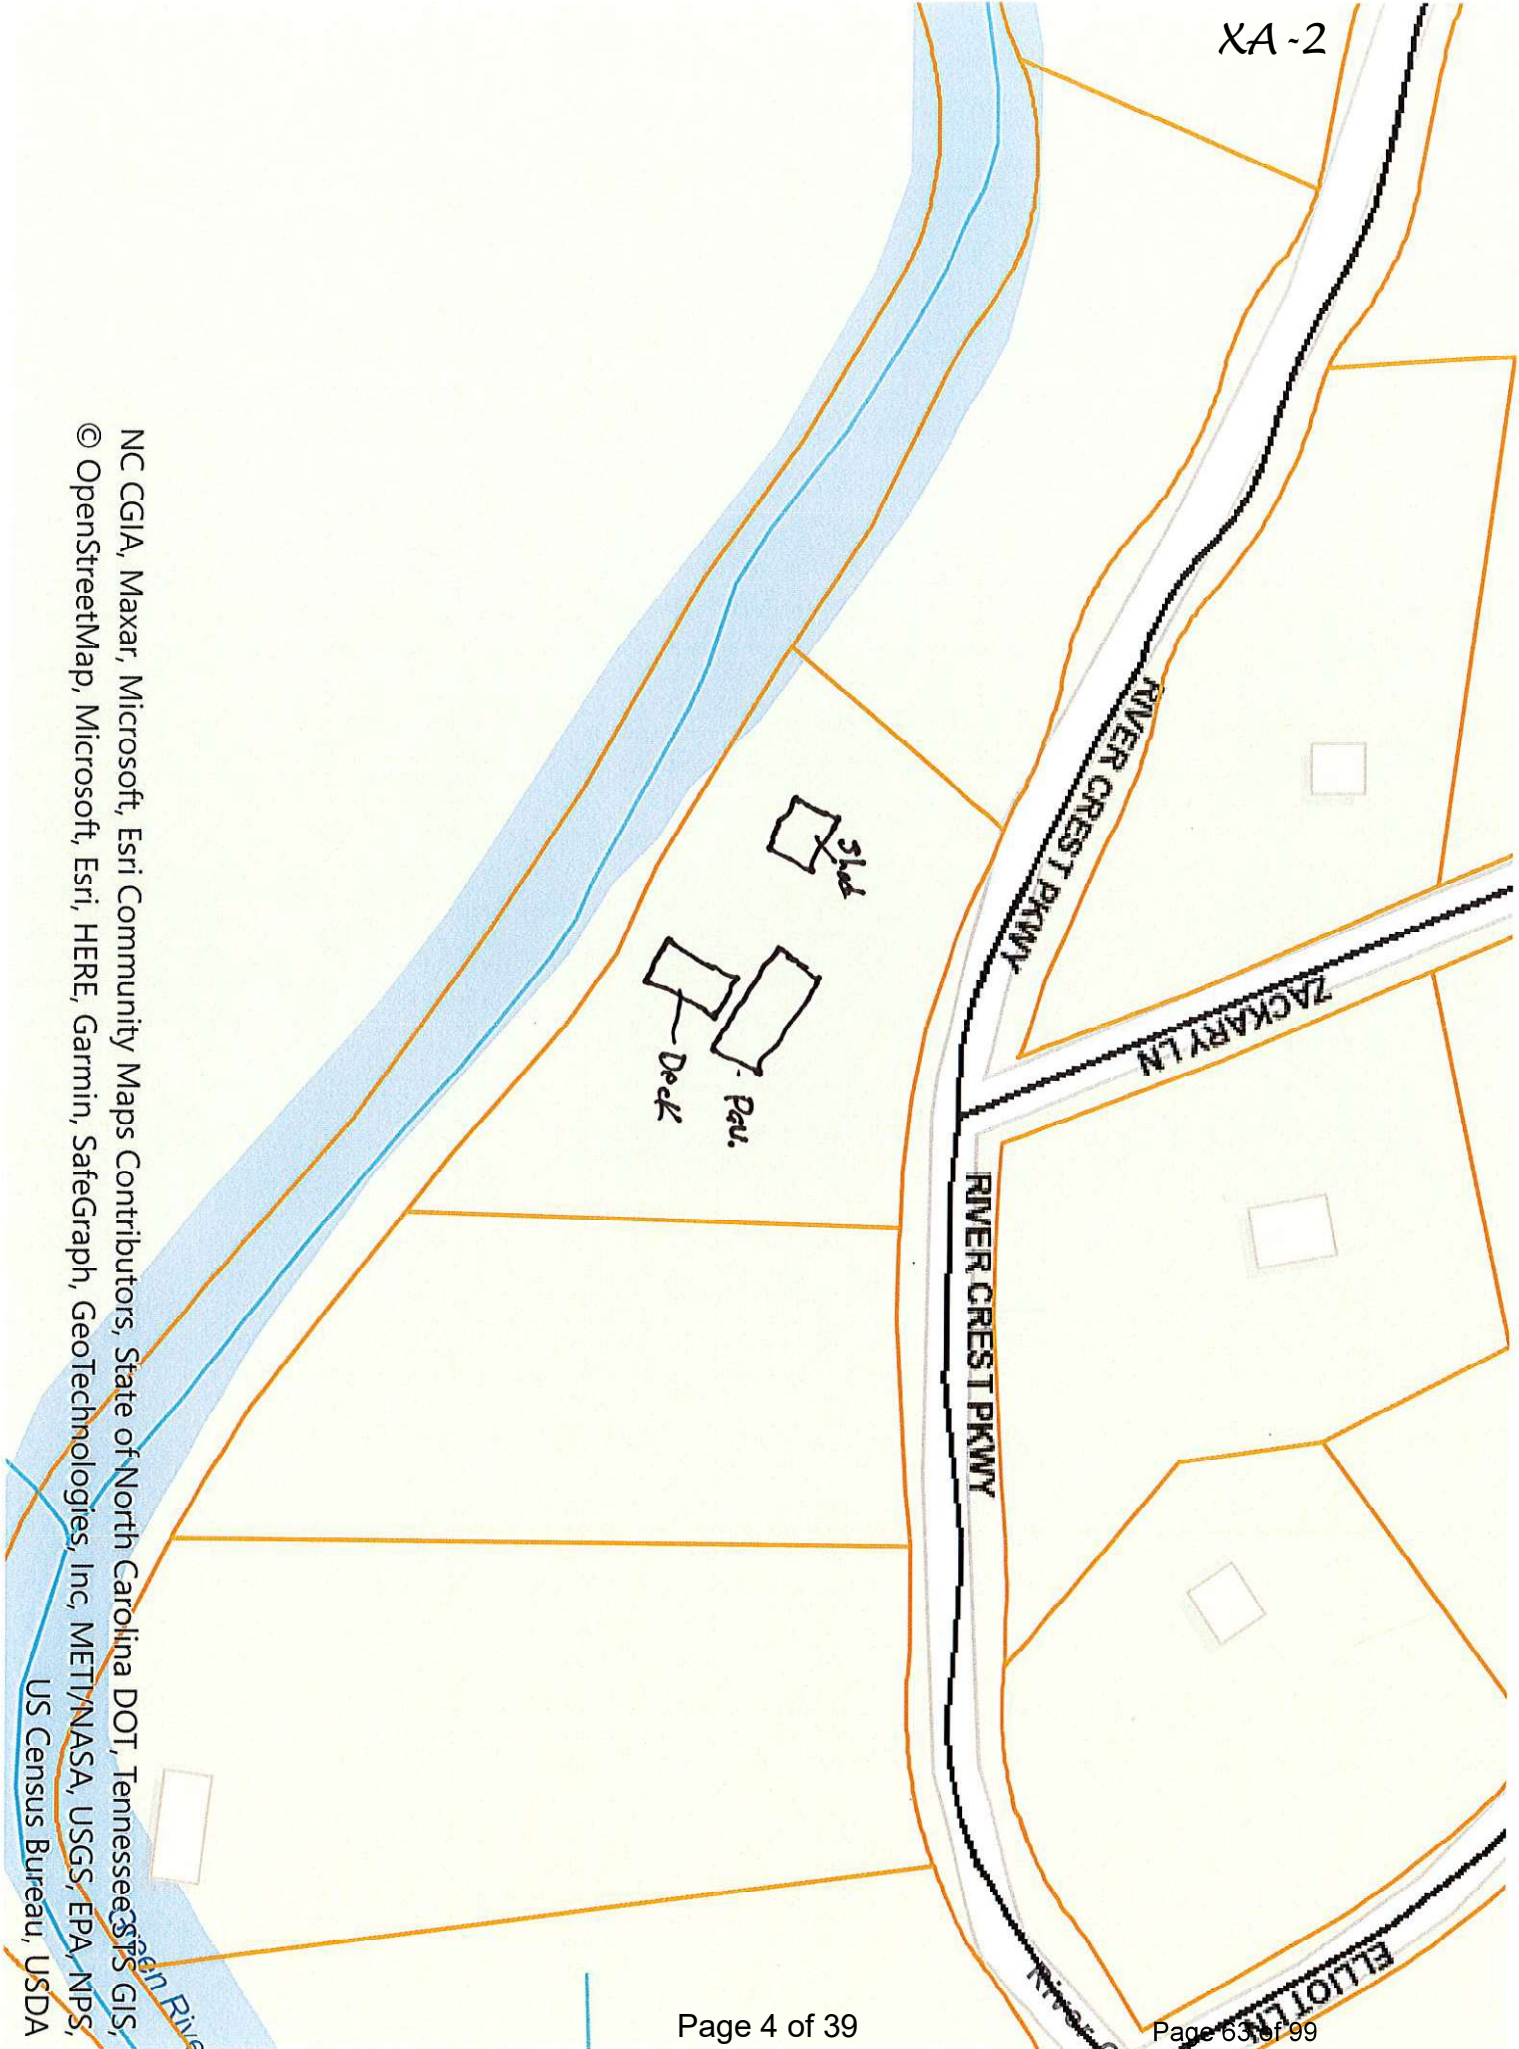 XA-2
RIVER CREST PKWY
ZACKARY LN
Shed
Deck
Pav.
RIVER CREST PKWY
ELLIOT LN
River
NC CGIA, Maxar, Microsoft, Esri Community Maps Contributors, State of North Carolina DOT, Tennessee STS GIS,
© OpenStreetMap, Microsoft, Esri, HERE, Garmin, SafeGraph, GeoTechnologies, Inc, METI/NASA, USGS, EPA, NPS,
US Census Bureau, USDA
Page 4 of 39
Page 63 of 99